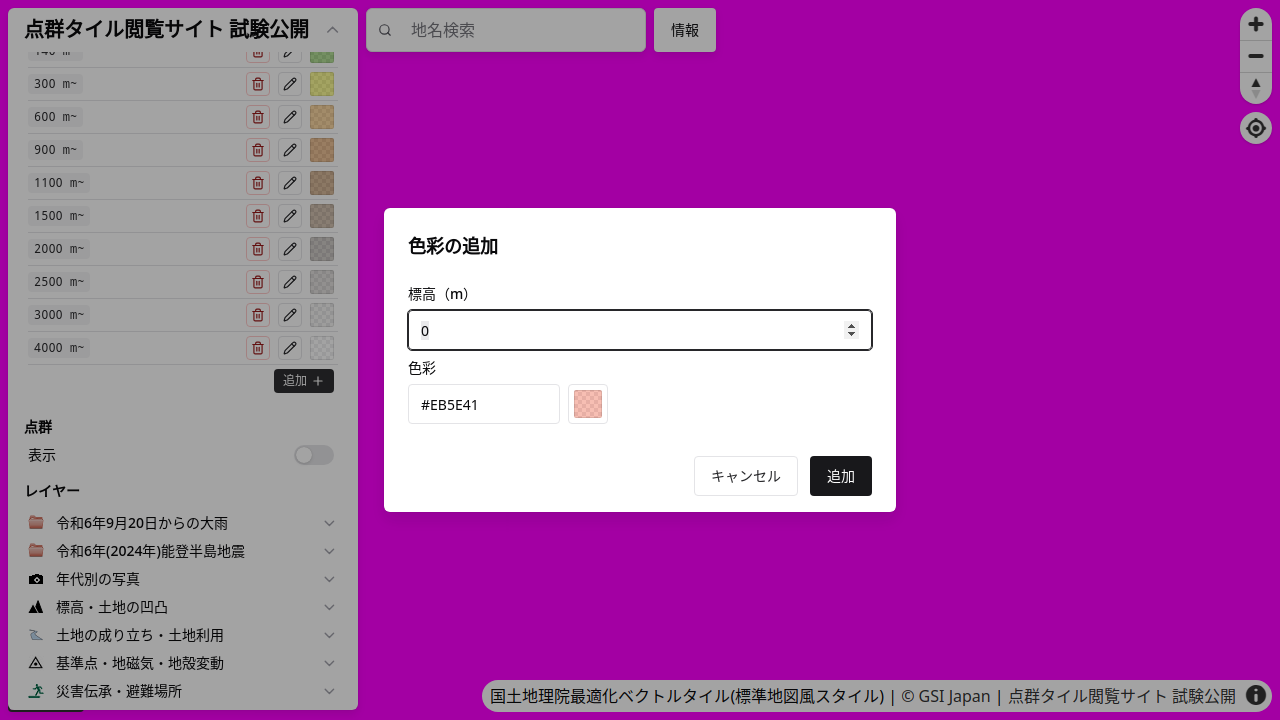 点群タイル閲覧サイト 試験公開
地名検索
情報
140 m~
300 m~
600 m~
900 m~
1100 m~
1500 m~
2000 m~
2500 m~
3000 m~
4000 m~
追加
点群
表示
レイヤー
令和6年9月20日からの大雨
令和6年(2024年)能登半島地震
年代別の写真
標高・土地の凹凸
土地の成り立ち・土地利用
基準点・地磁気・地殻変動
災害伝承・避難場所
色彩の追加
標高（m）
0
色彩
#EB5E41
キャンセル
追加
国土地理院最適化ベクトルタイル(標準地図風スタイル) | © GSI Japan | 点群タイル閲覧サイト 試験公開